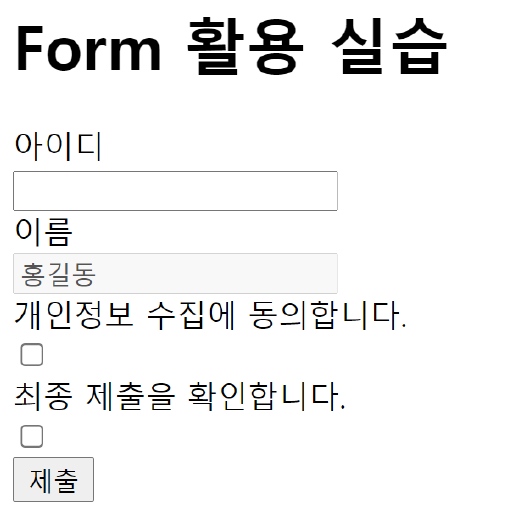 Form 활용 실습
아이디
이름
홍길동
개인정보 수집에 동의합니다.
최종 제출을 확인합니다.
제출